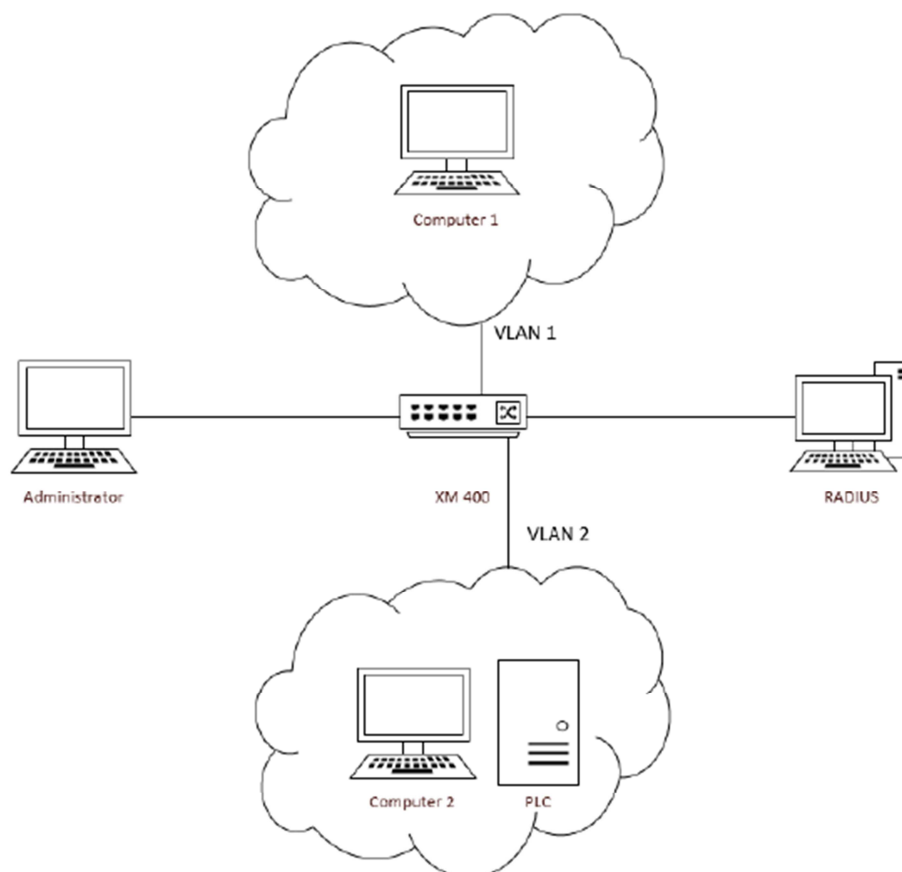 Computer 1
VLAN 1
Administrator
XM 400
RADIUS
VLAN 2
Computer 2
PLC